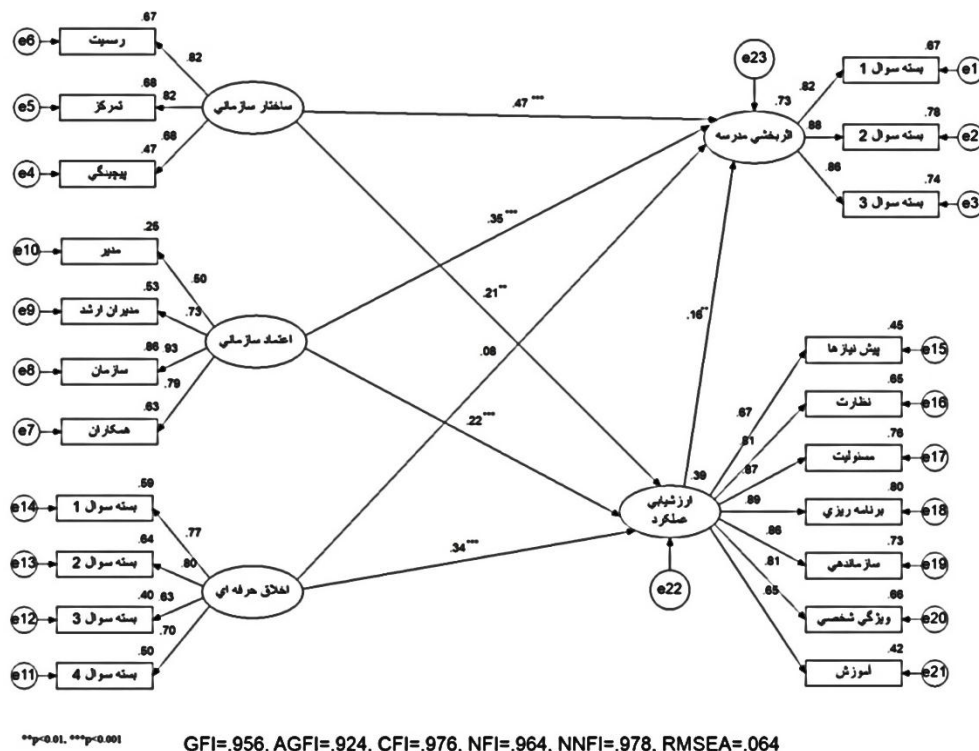 .67
e6
رسمیت
.82
.68
e5
تمرکز
.82
.47
.68
e4
پیچیدگی
ساختار سازمانی
.25
e10
مدیر
.50
.53
e9
مدیران ارشد
.73
.86
.93
e8
سازمان
.79
.63
e7
همکاران
اعتماد سازمانی
.59
e14
بسته سوال 1
.77
.64
e13
بسته سوال 2
.80
.40
.63
e12
بسته سوال 3
.70
.50
e11
بسته سوال 4
اخلاق حرفه اي
.47 ***
.35 ***
.21 **
.08
.22 ***
.34 ***
.16 **
e23
.73
اثربخشي مدرسه
.67
.82
بسته سوال 1
e1
.78
.88
بسته سوال 2
e2
.86
.74
بسته سوال 3
e3
.39
ارزشيابي
عملکرد
e22
.45
.67
پیش نیازها
e15
.65
.81
نظارت
e16
.76
.87
مسئولیت
e17
.80
.89
برنامه ریزي
e18
.73
.86
سازماندهي
e19
.66
.81
ویژگي شخصي
e20
.42
.65
آموزش
e21
**p<0.01, ***p<0.001
GFI=.956, AGFI=.924, CFI=.976, NFI=.964, NNFI=.978, RMSEA=.064